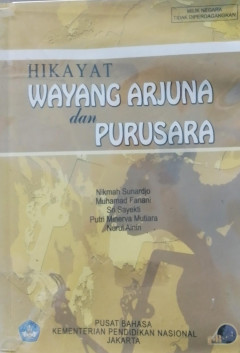 MILIK NEGARA
TIDAK DIPERDAGANGKAN
HIKAYAT
WAYANG ARJUNA
dan
PURUSARA
Nikmah Sunardjo
Muhamad Fanani
Sri Sayekti
Putri Minerva Mutiara
Nurul Ainin
PUSAT BAHASA
KEMENTERIAN PENDIDIKAN NASIONAL
JAKARTA